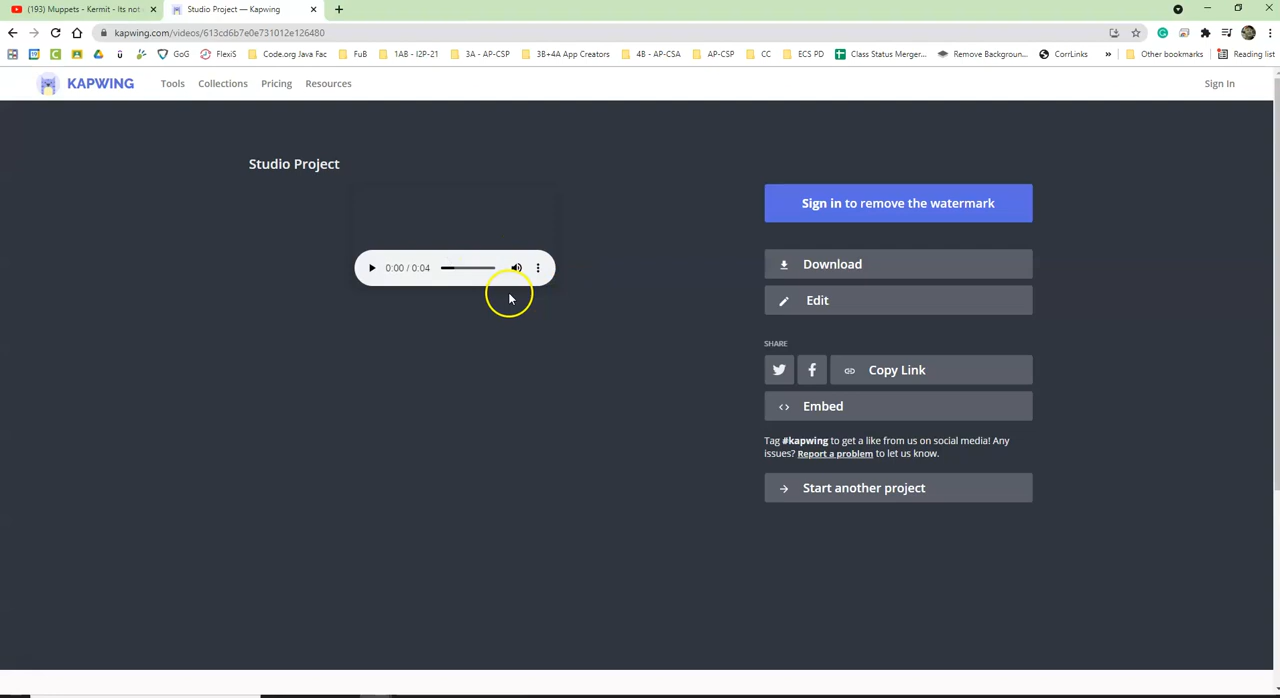 (193) Muppets - Kermit - Its not
Studio Project — Kapwing
kapwing.com/videos/613cd6b7e0e731012e126480
GoG
FlexiS
Code.org Java Fac
FuB
1AB - I2P-21
3A - AP-CSP
3B+4A App Creators
4B - AP-CSA
AP-CSP
CC
ECS PD
Class Status Merger...
Remove Backgroun...
CorrLinks
»
Other bookmarks
Reading list
KAPWING
Tools
Collections
Pricing
Resources
Sign In
Studio Project
0:00 / 0:04
Sign in to remove the watermark
Download
Edit
SHARE
Copy Link
Embed
Tag #kapwing to get a like from us on social media! Any
issues? Report a problem to let us know.
Start another project